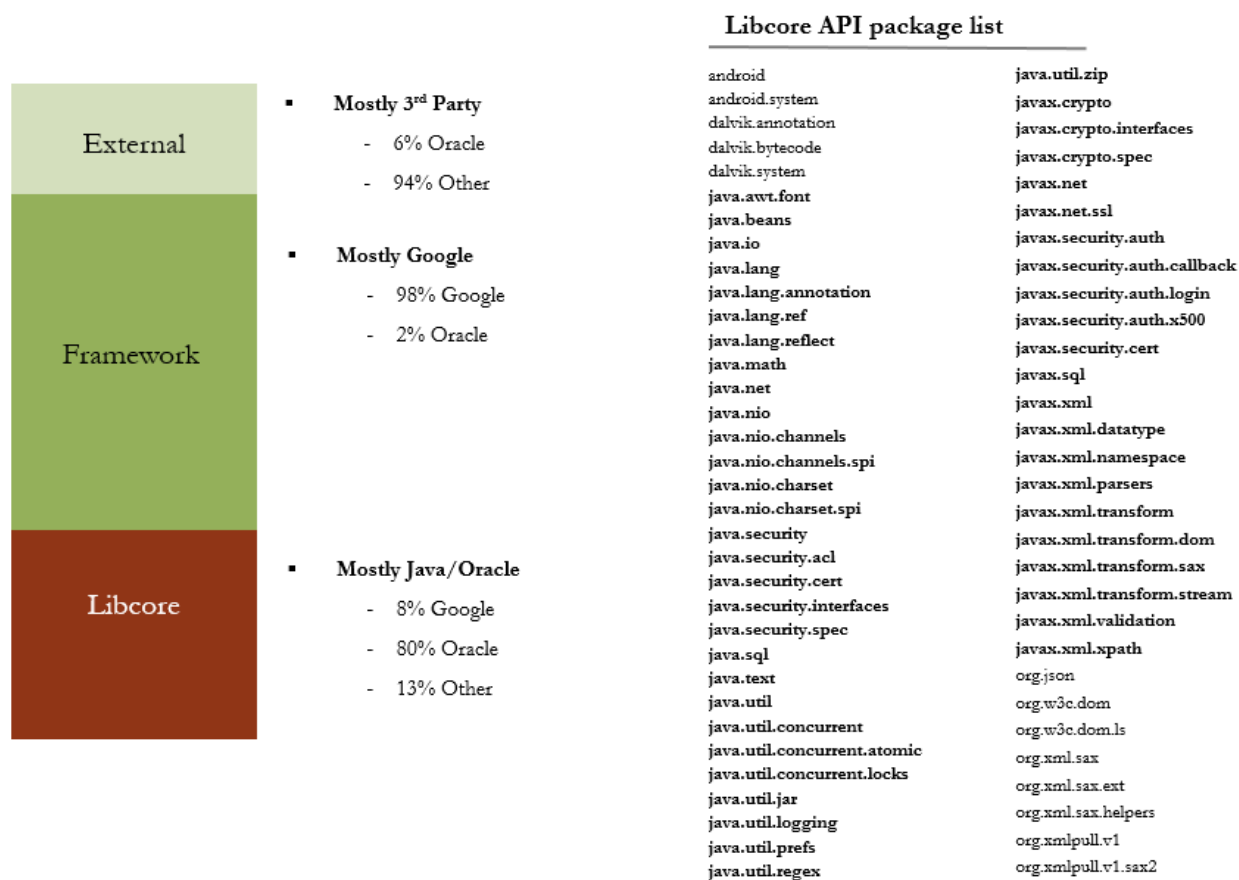 Libcore API package list
External
▪ Mostly 3rd Party
- 6% Oracle
- 94% Other
Framework
▪ Mostly Google
- 98% Google
- 2% Oracle
Libcore
▪ Mostly Java/Oracle
- 8% Google
- 80% Oracle
- 13% Other
android
android.system
dalvik.annotation
dalvik.bytecode
dalvik.system
java.awt.font
java.beans
java.io
java.lang
java.lang.annotation
java.lang.ref
java.lang.reflect
java.math
java.net
java.nio
java.nio.channels
java.nio.channels.spi
java.nio.charset
java.nio.charset.spi
java.security
java.security.acl
java.security.cert
java.security.interfaces
java.security.spec
java.sql
java.text
java.util
java.util.concurrent
java.util.concurrent.atomic
java.util.concurrent.locks
java.util.jar
java.util.logging
java.util.prefs
java.util.regex
java.util.zip
javax.crypto
javax.crypto.interfaces
javax.crypto.spec
javax.net
javax.net.ssl
javax.security.auth
javax.security.auth.callback
javax.security.auth.login
javax.security.auth.x500
javax.security.cert
javax.sql
javax.xml
javax.xml.datatype
javax.xml.namespace
javax.xml.parsers
javax.xml.transform
javax.xml.transform.dom
javax.xml.transform.sax
javax.xml.transform.stream
javax.xml.validation
javax.xml.xpath
org.json
org.w3c.dom
org.w3c.dom.ls
org.xml.sax
org.xml.sax.ext
org.xml.sax.helpers
org.xmlpull.v1
org.xmlpull.v1.sax2